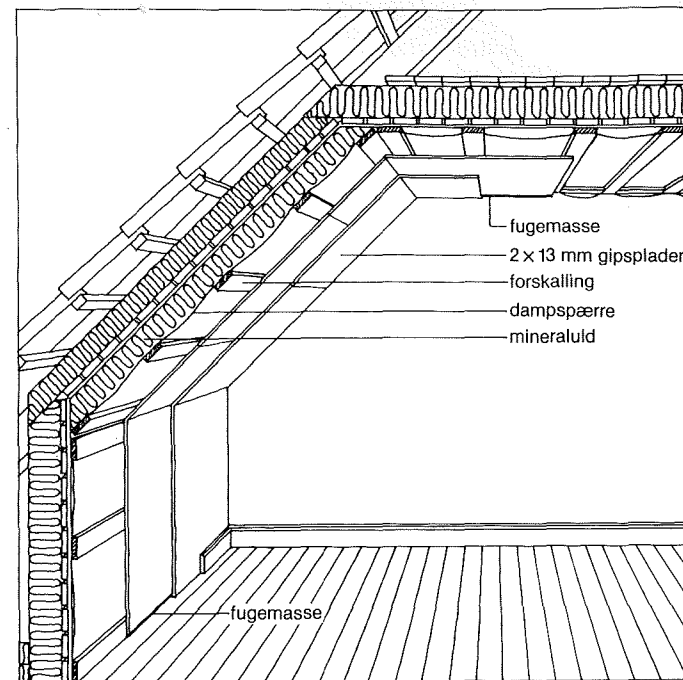 fugemasse
2 × 13 mm gipsplader
forskalling
dampspærre
mineraluld
fugemasse